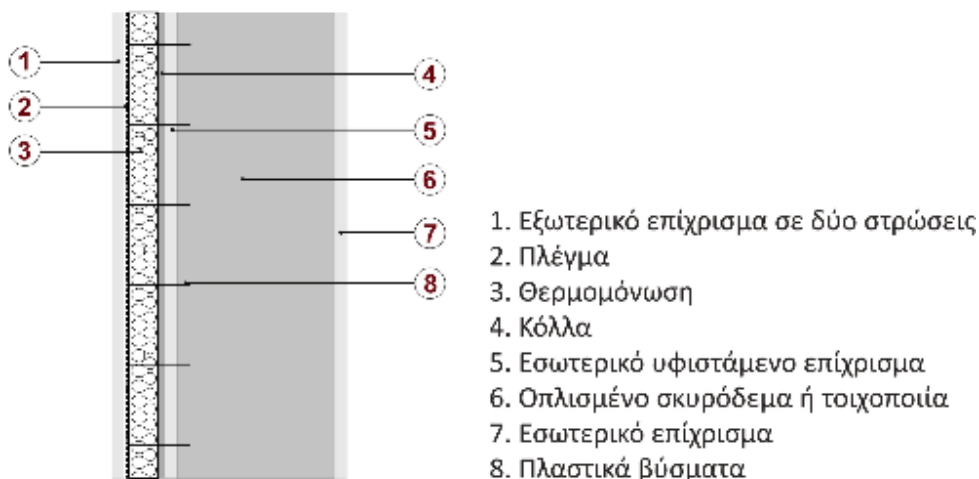 1
2
3
4
5
6
7
8
1. Εξωτερικό επίχρισμα σε δύο στρώσεις
2. Πλέγμα
3. Θερμομόνωση
4. Κόλλα
5. Εσωτερικό υφιστάμενο επίχρισμα
6. Οπλισμένο σκυρόδεμα ή τοιχοποιία
7. Εσωτερικό επίχρισμα
8. Πλαστικά βύσματα